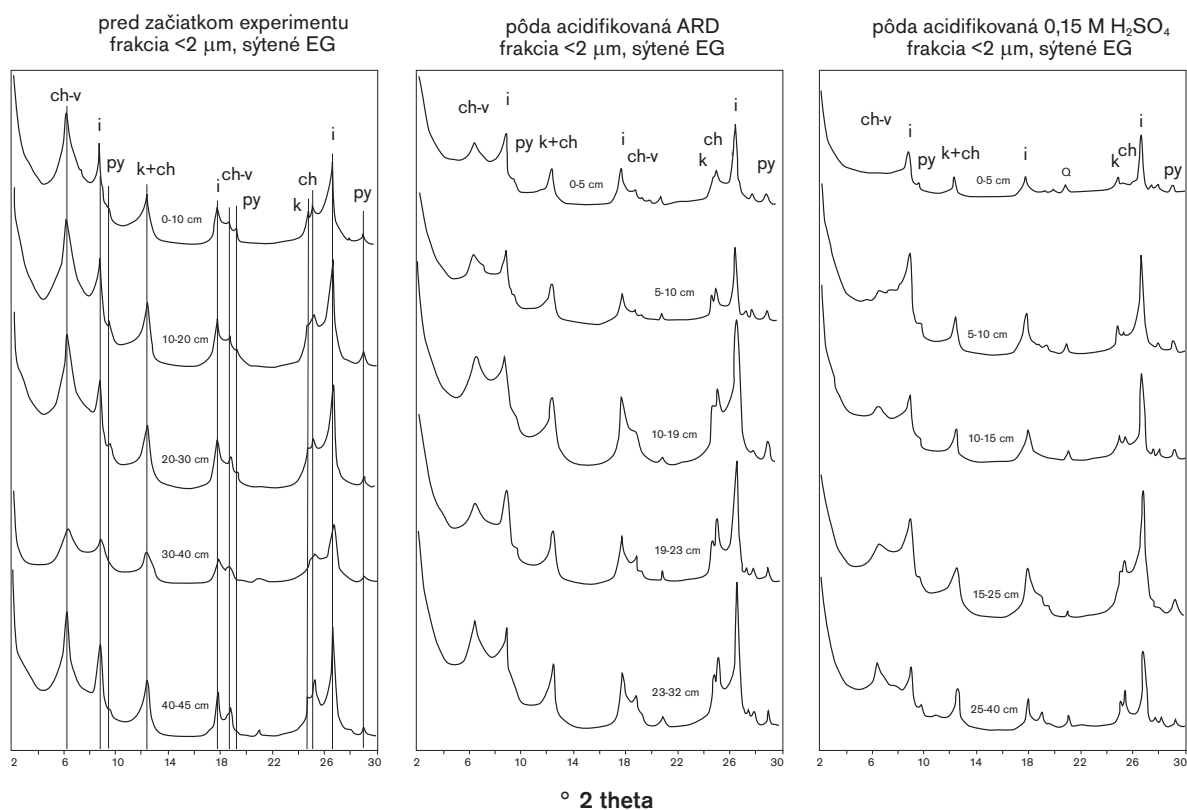 pred začiatkom experimentu
frakcia <2 μm, sýtené EG
ch-v
i
py
k+ch
i
ch-v
py
k
ch
i
py
0-10 cm
10-20 cm
20-30 cm
30-40 cm
40-45 cm
6 10 14 18 22 26 30
pôda acidifikovaná ARD
frakcia <2 μm, sýtené EG
ch-v
i
py
k+ch
i
ch-v
k
ch
i
py
0-5 cm
5-10 cm
10-19 cm
19-23 cm
23-32 cm
2 6 10 14 18 22 26 30
pôda acidifikovaná 0,15 M H₂SO₄
frakcia <2 μm, sýtené EG
ch-v
i
py
k+ch
i
Q
k
ch
i
py
0-5 cm
5-10 cm
10-15 cm
15-25 cm
25-40 cm
2 6 10 14 18 22 26 30
° 2 theta